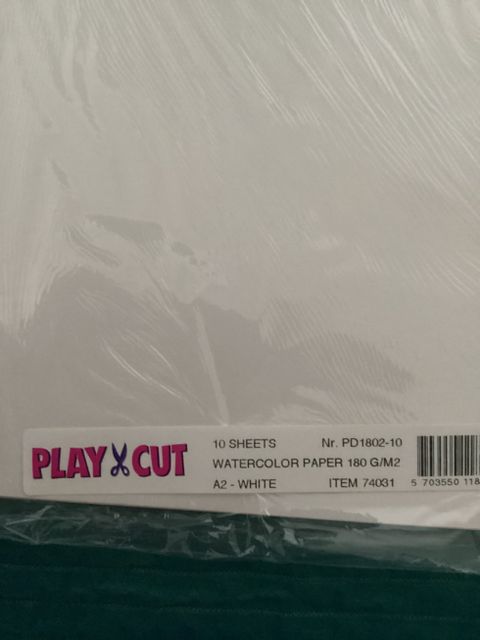 PLAY CUT
10 SHEETS Nr. PD1802-10
WATERCOLOR PAPER 180 G/M2
A2 - WHITE ITEM 74031
5 703550 118